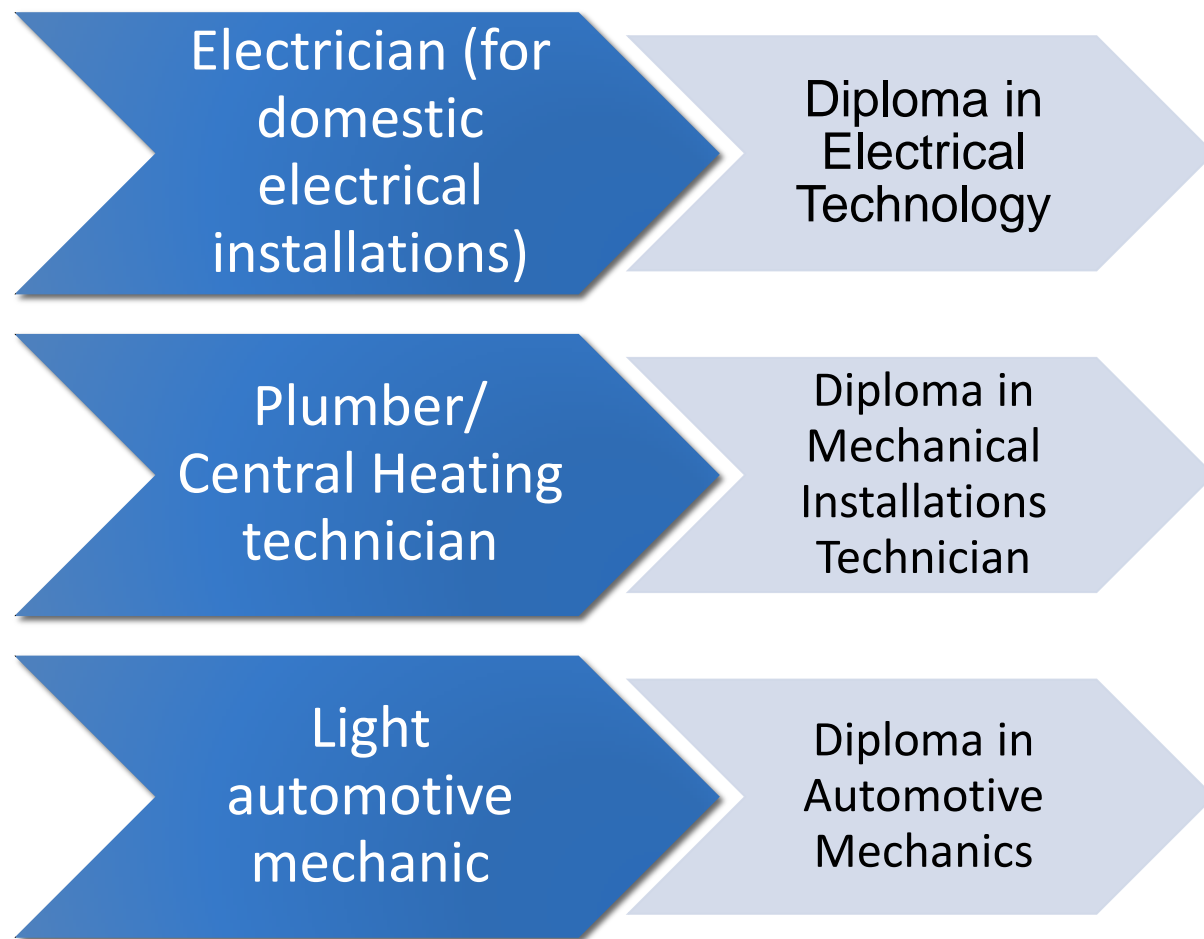 Electrician (for
domestic
electrical
installations)
Diploma in
Electrical
Technology
Plumber/
Central Heating
technician
Diploma in
Mechanical
Installations
Technician
Light
automotive
mechanic
Diploma in
Automotive
Mechanics